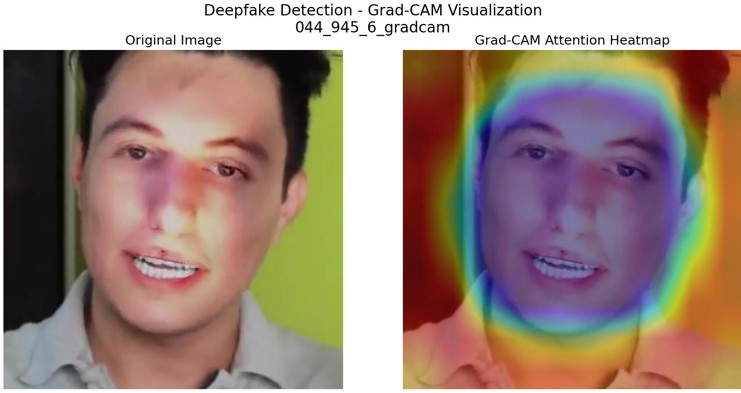 Deepfake Detection - Grad-CAM Visualization
044_945_6_gradcam
Original Image
Grad-CAM Attention Heatmap